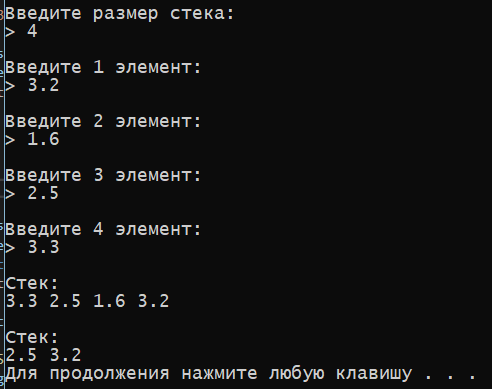 Введите размер стека:
> 4
Введите 1 элемент:
> 3.2
Введите 2 элемент:
> 1.6
Введите 3 элемент:
> 2.5
Введите 4 элемент:
> 3.3
Стек:
3.3 2.5 1.6 3.2
Стек:
2.5 3.2
Для продолжения нажмите любую клавишу . . .